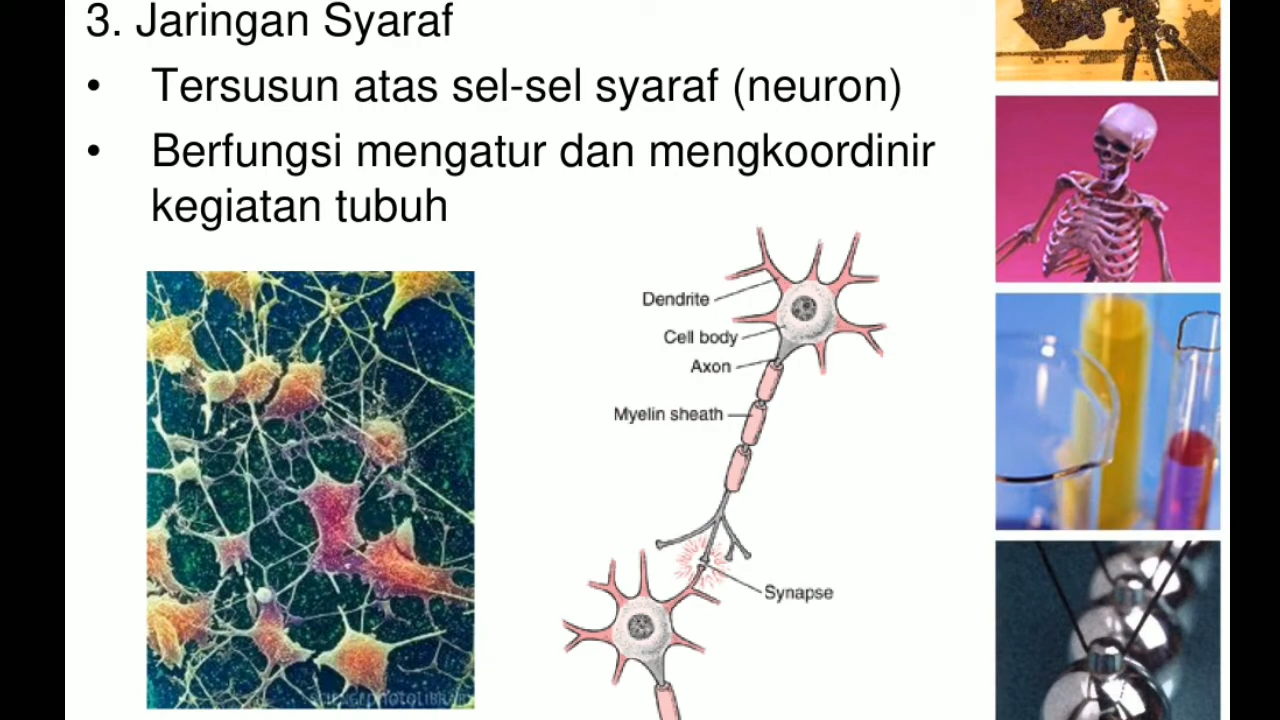 3. Jaringan Syaraf
• Tersusun atas sel-sel syaraf (neuron)
• Berfungsi mengatur dan mengkoordinir
kegiatan tubuh
Dendrite
Cell body
Axon
Myelin sheath
Synapse
SCIENCEPHOTOLIBRARY